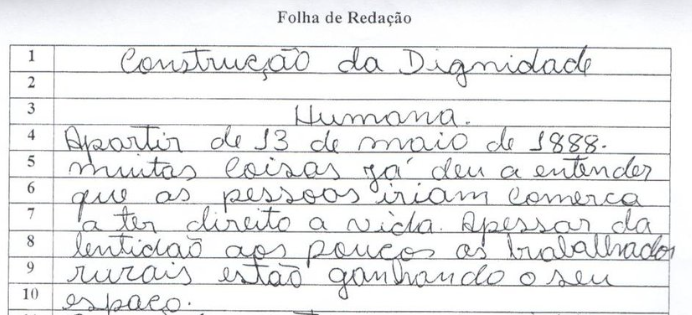 Folha de Redação
1 Construção da Dignidade
2
3 Humana.
4 Apartir de 13 de maio de 1888.
5 muitas coisas já deu a entender
6 que as pessoas iriam comerca
7 a ter direito a vida. Apessar da
8 lentidão aos poucos os trabalhador
9 rurais estão ganhando o seu
10 espaço.